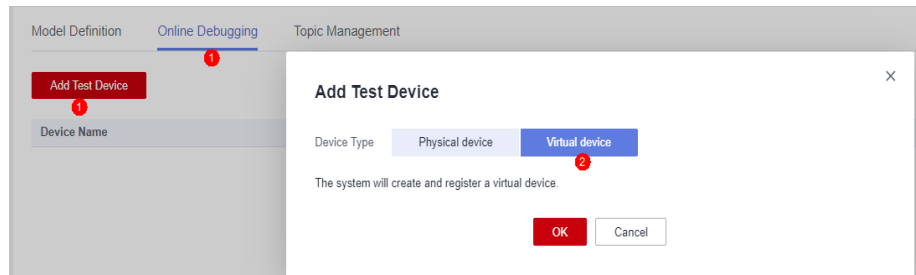 Model Definition Online Debugging Topic Management
1
Add Test Device
1
Device Name
Add Test Device
Device Type Physical device Virtual device
2
The system will create and register a virtual device.
OK Cancel